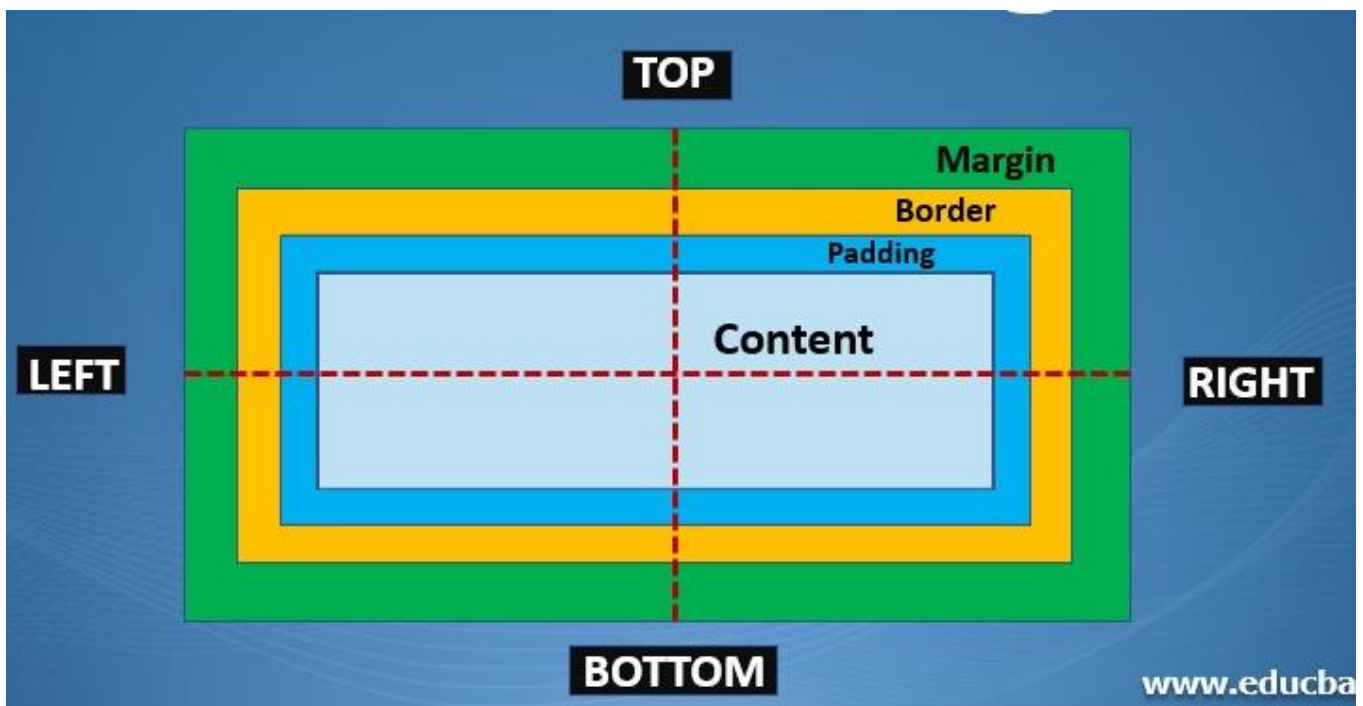 TOP
Margin
Border
Padding
Content
LEFT
RIGHT
BOTTOM
www.educba